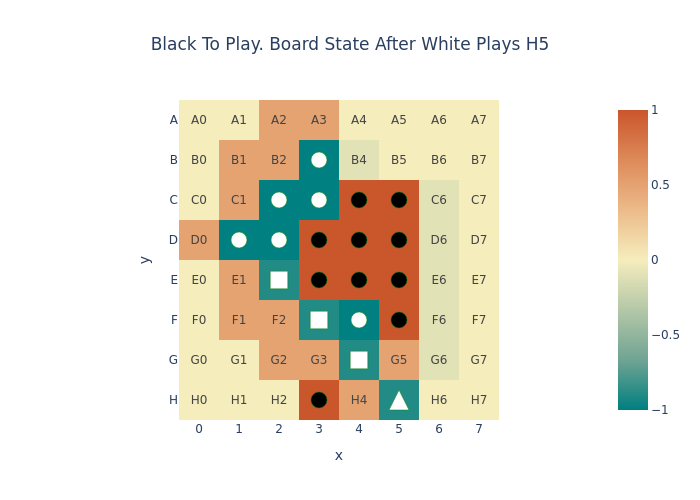 Black To Play. Board State After White Plays H5
A A0 A1 A2 A3 A4 A5 A6 A7
B B0 B1 B2 B4 B5 B6 B7
C C0 C1 C6 C7
D D0 D6 D7
E E0 E1 E6 E7
F F0 F1 F2 F6 F7
G G0 G1 G2 G3 G5 G6 G7
H H0 H1 H2 H4 H6 H7
0 1 2 3 4 5 6 7
x
y
1
0.5
0
−0.5
−1